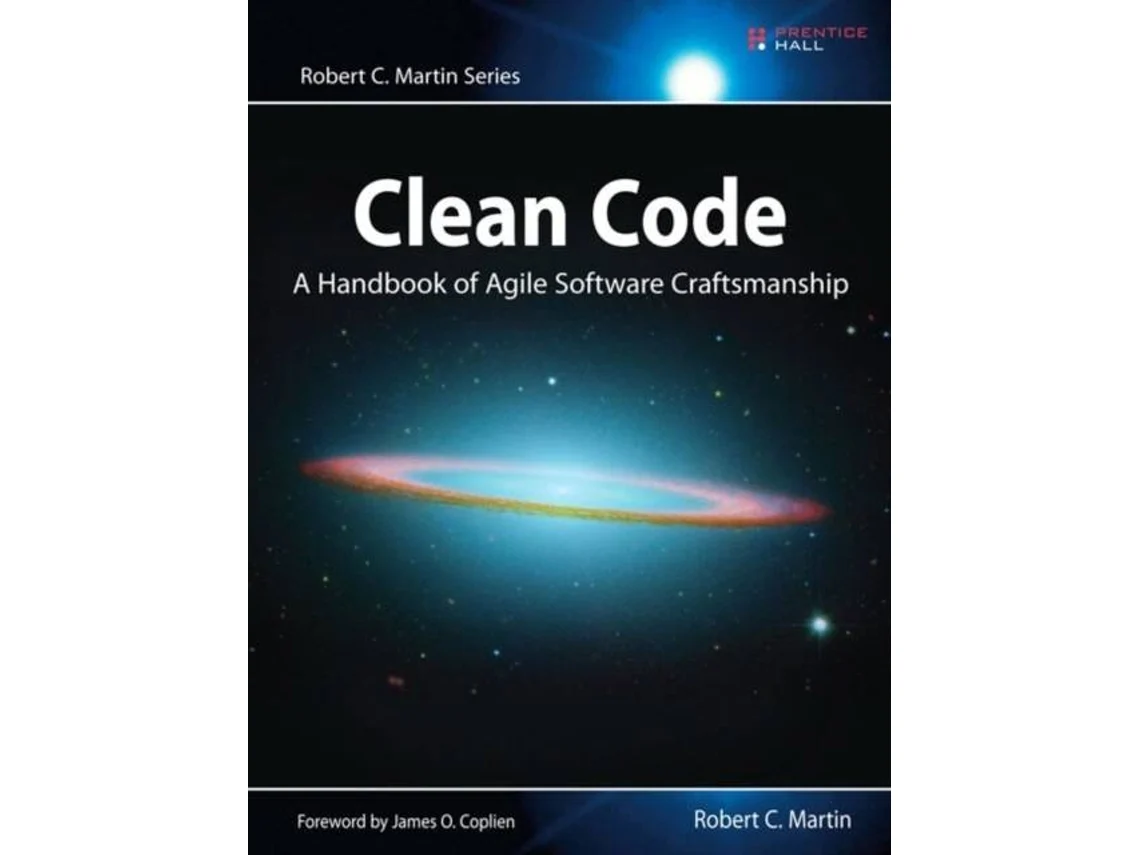 PRENTICE
HALL
Robert C. Martin Series
Clean Code
A Handbook of Agile Software Craftsmanship
Foreword by James O. Coplien
Robert C. Martin